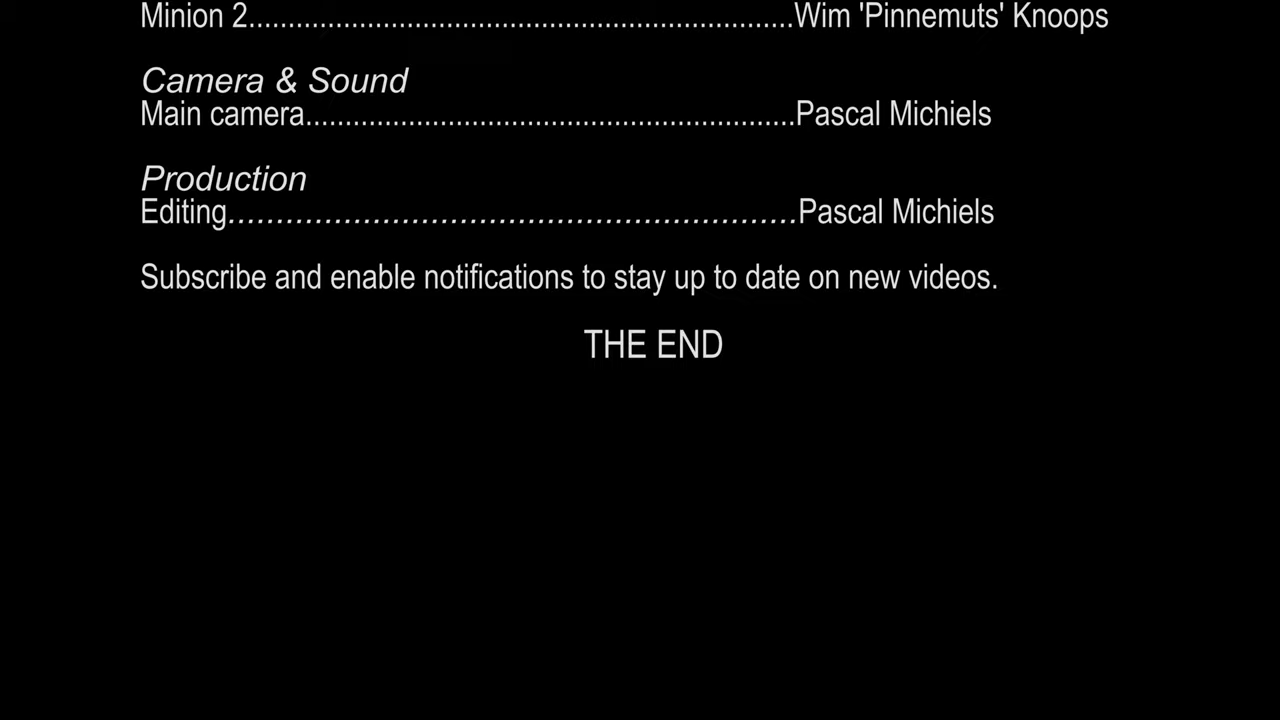 Minion 2.....................................................................Wim 'Pinnemuts' Knoops
Camera & Sound
Main camera..............................................................Pascal Michiels
Production
Editing...............................................Pascal Michiels
Subscribe and enable notifications to stay up to date on new videos.
THE END